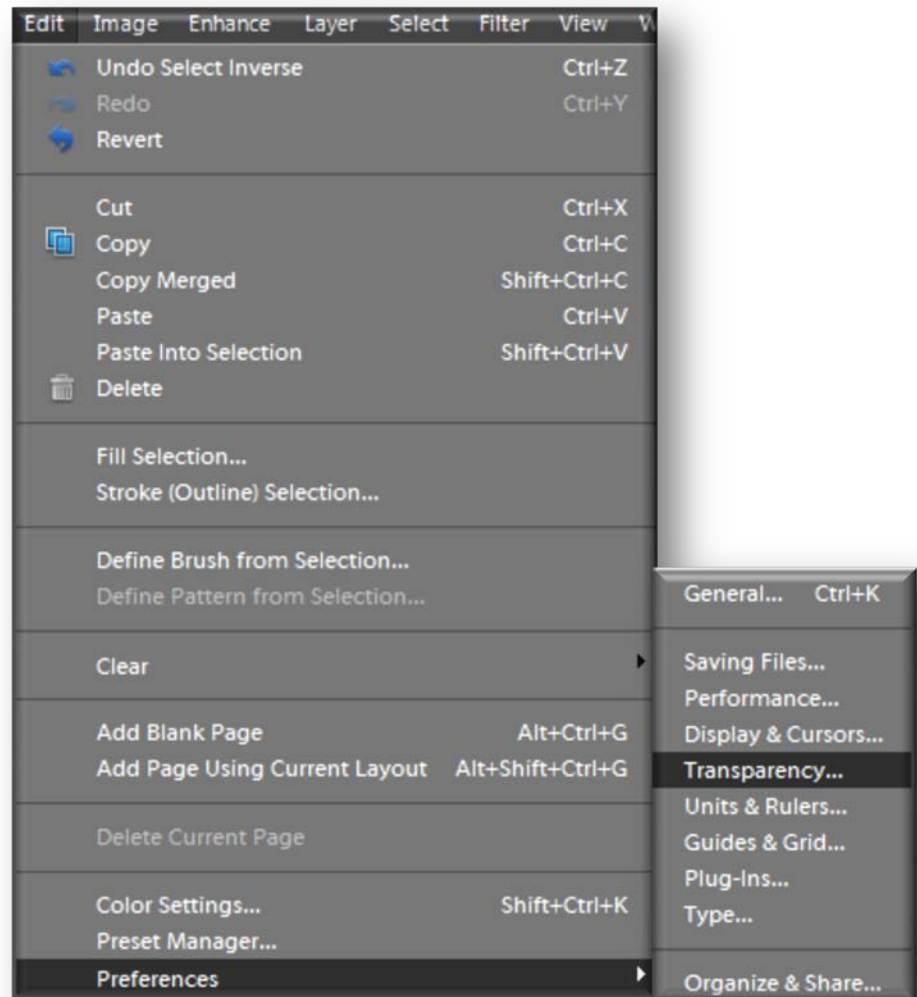 Edit Image Enhance Layer Select Filter View
Undo Select Inverse Ctrl+Z
Redo Ctrl+Y
Revert
Cut Ctrl+X
Copy Ctrl+C
Copy Merged Shift+Ctrl+C
Paste Ctrl+V
Paste Into Selection Shift+Ctrl+V
Delete
Fill Selection...
Stroke (Outline) Selection...
Define Brush from Selection...
Define Pattern from Selection...
Clear
Add Blank Page Alt+Ctrl+G
Add Page Using Current Layout Alt+Shift+Ctrl+G
Delete Current Page
Color Settings... Shift+Ctrl+K
Preset Manager...
Preferences
General... Ctrl+K
Saving Files...
Performance...
Display & Cursors...
Transparency...
Units & Rulers...
Guides & Grid...
Plug-Ins...
Type...
Organize & Share...